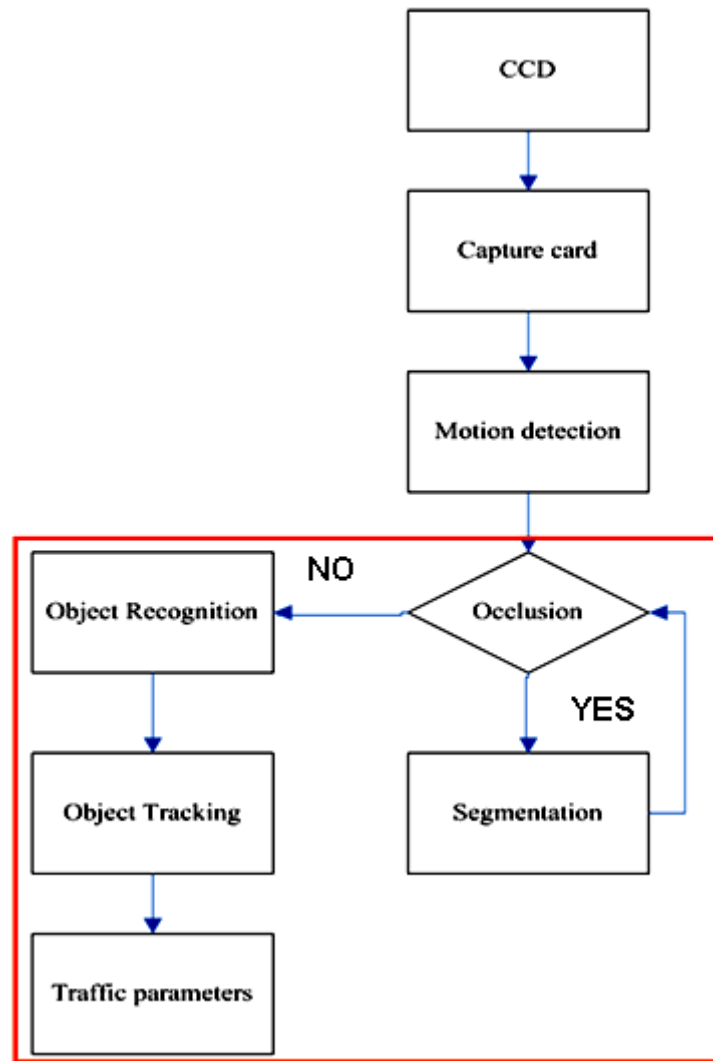 CCD
Capture card
Motion detection
NO
Object Recognition
Occlusion
YES
Object Tracking
Segmentation
Traffic parameters